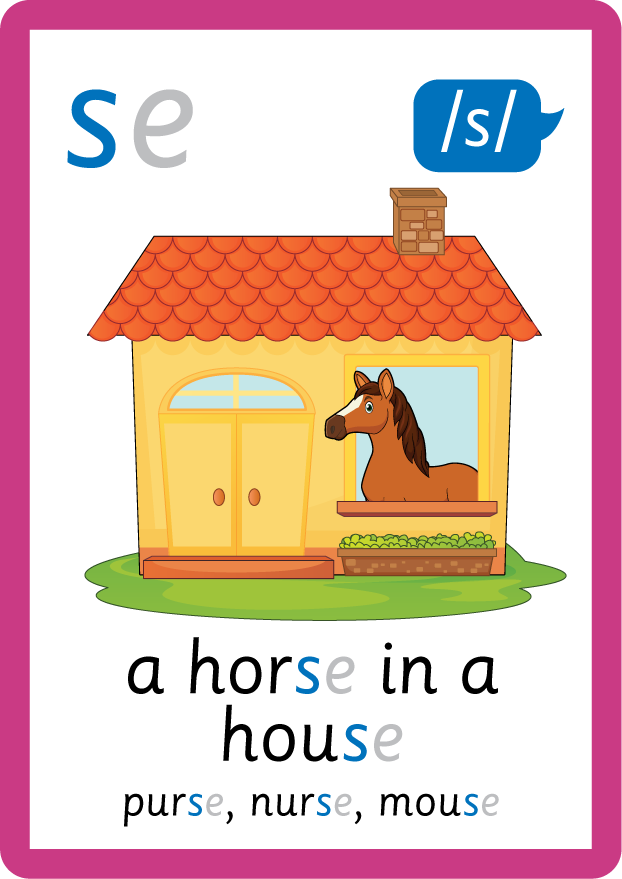 se
/s/
a horse in a
house
purse, nurse, mouse